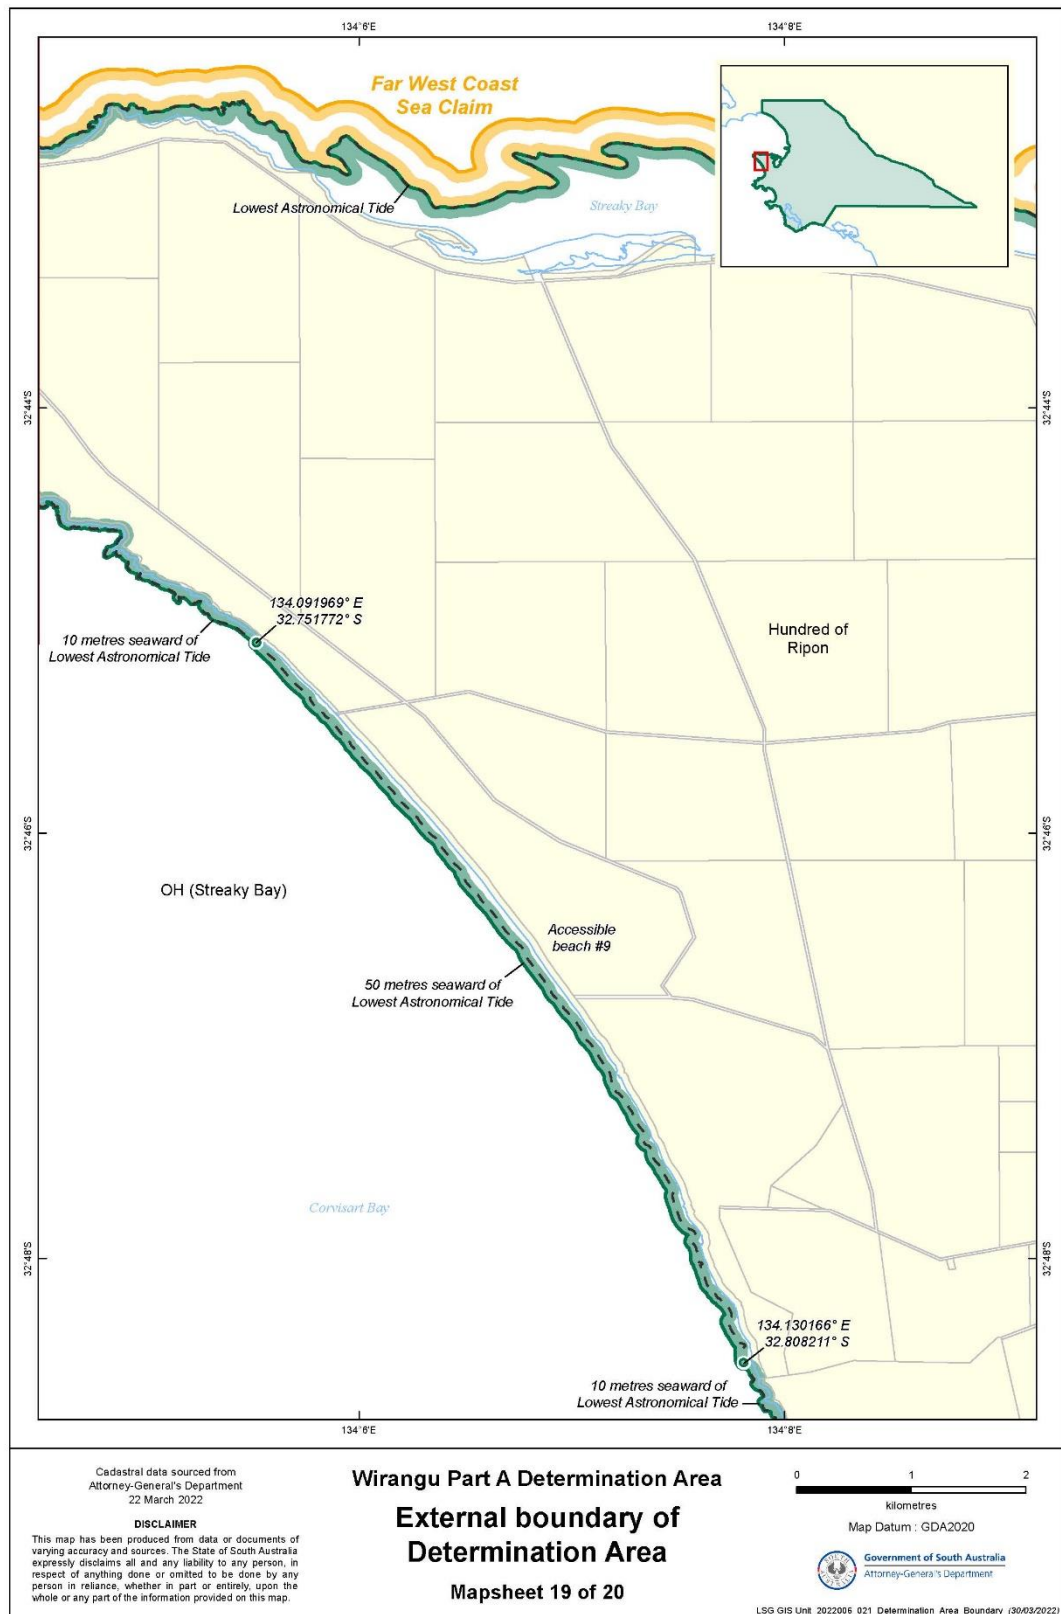 134°6'E
134°8'E
Far West Coast
Sea Claim
Lowest Astronomical Tide
Streaky Bay
32°44'S
32°44'S
134.091969° E
32.751772° S
10 metres seaward of
Lowest Astronomical Tide
Hundred of
Ripon
32°46'S
32°46'S
OH (Streaky Bay)
Accessible
beach #9
50 metres seaward of
Lowest Astronomical Tide
Corvisart Bay
32°48'S
32°48'S
134.130166° E
32.808211° S
10 metres seaward of
Lowest Astronomical Tide
134°6'E
134°8'E
Cadastral data sourced from
Attorney-General's Department
22 March 2022
DISCLAIMER
This map has been produced from data or documents of
varying accuracy and sources. The State of South Australia
expressly disclaims all and any liability to any person, in
respect of anything done or omitted to be done by any
person in reliance, whether in part or entirely, upon the
whole or any part of the information provided on this map.
Wirangu Part A Determination Area
External boundary of
Determination Area
Mapsheet 19 of 20
0 1 2
kilometres
Map Datum : GDA2020
Government of South Australia
Attorney-General's Department
LSG GIS Unit_2022006_021_Determination_Area_Boundary_(30/03/2022)